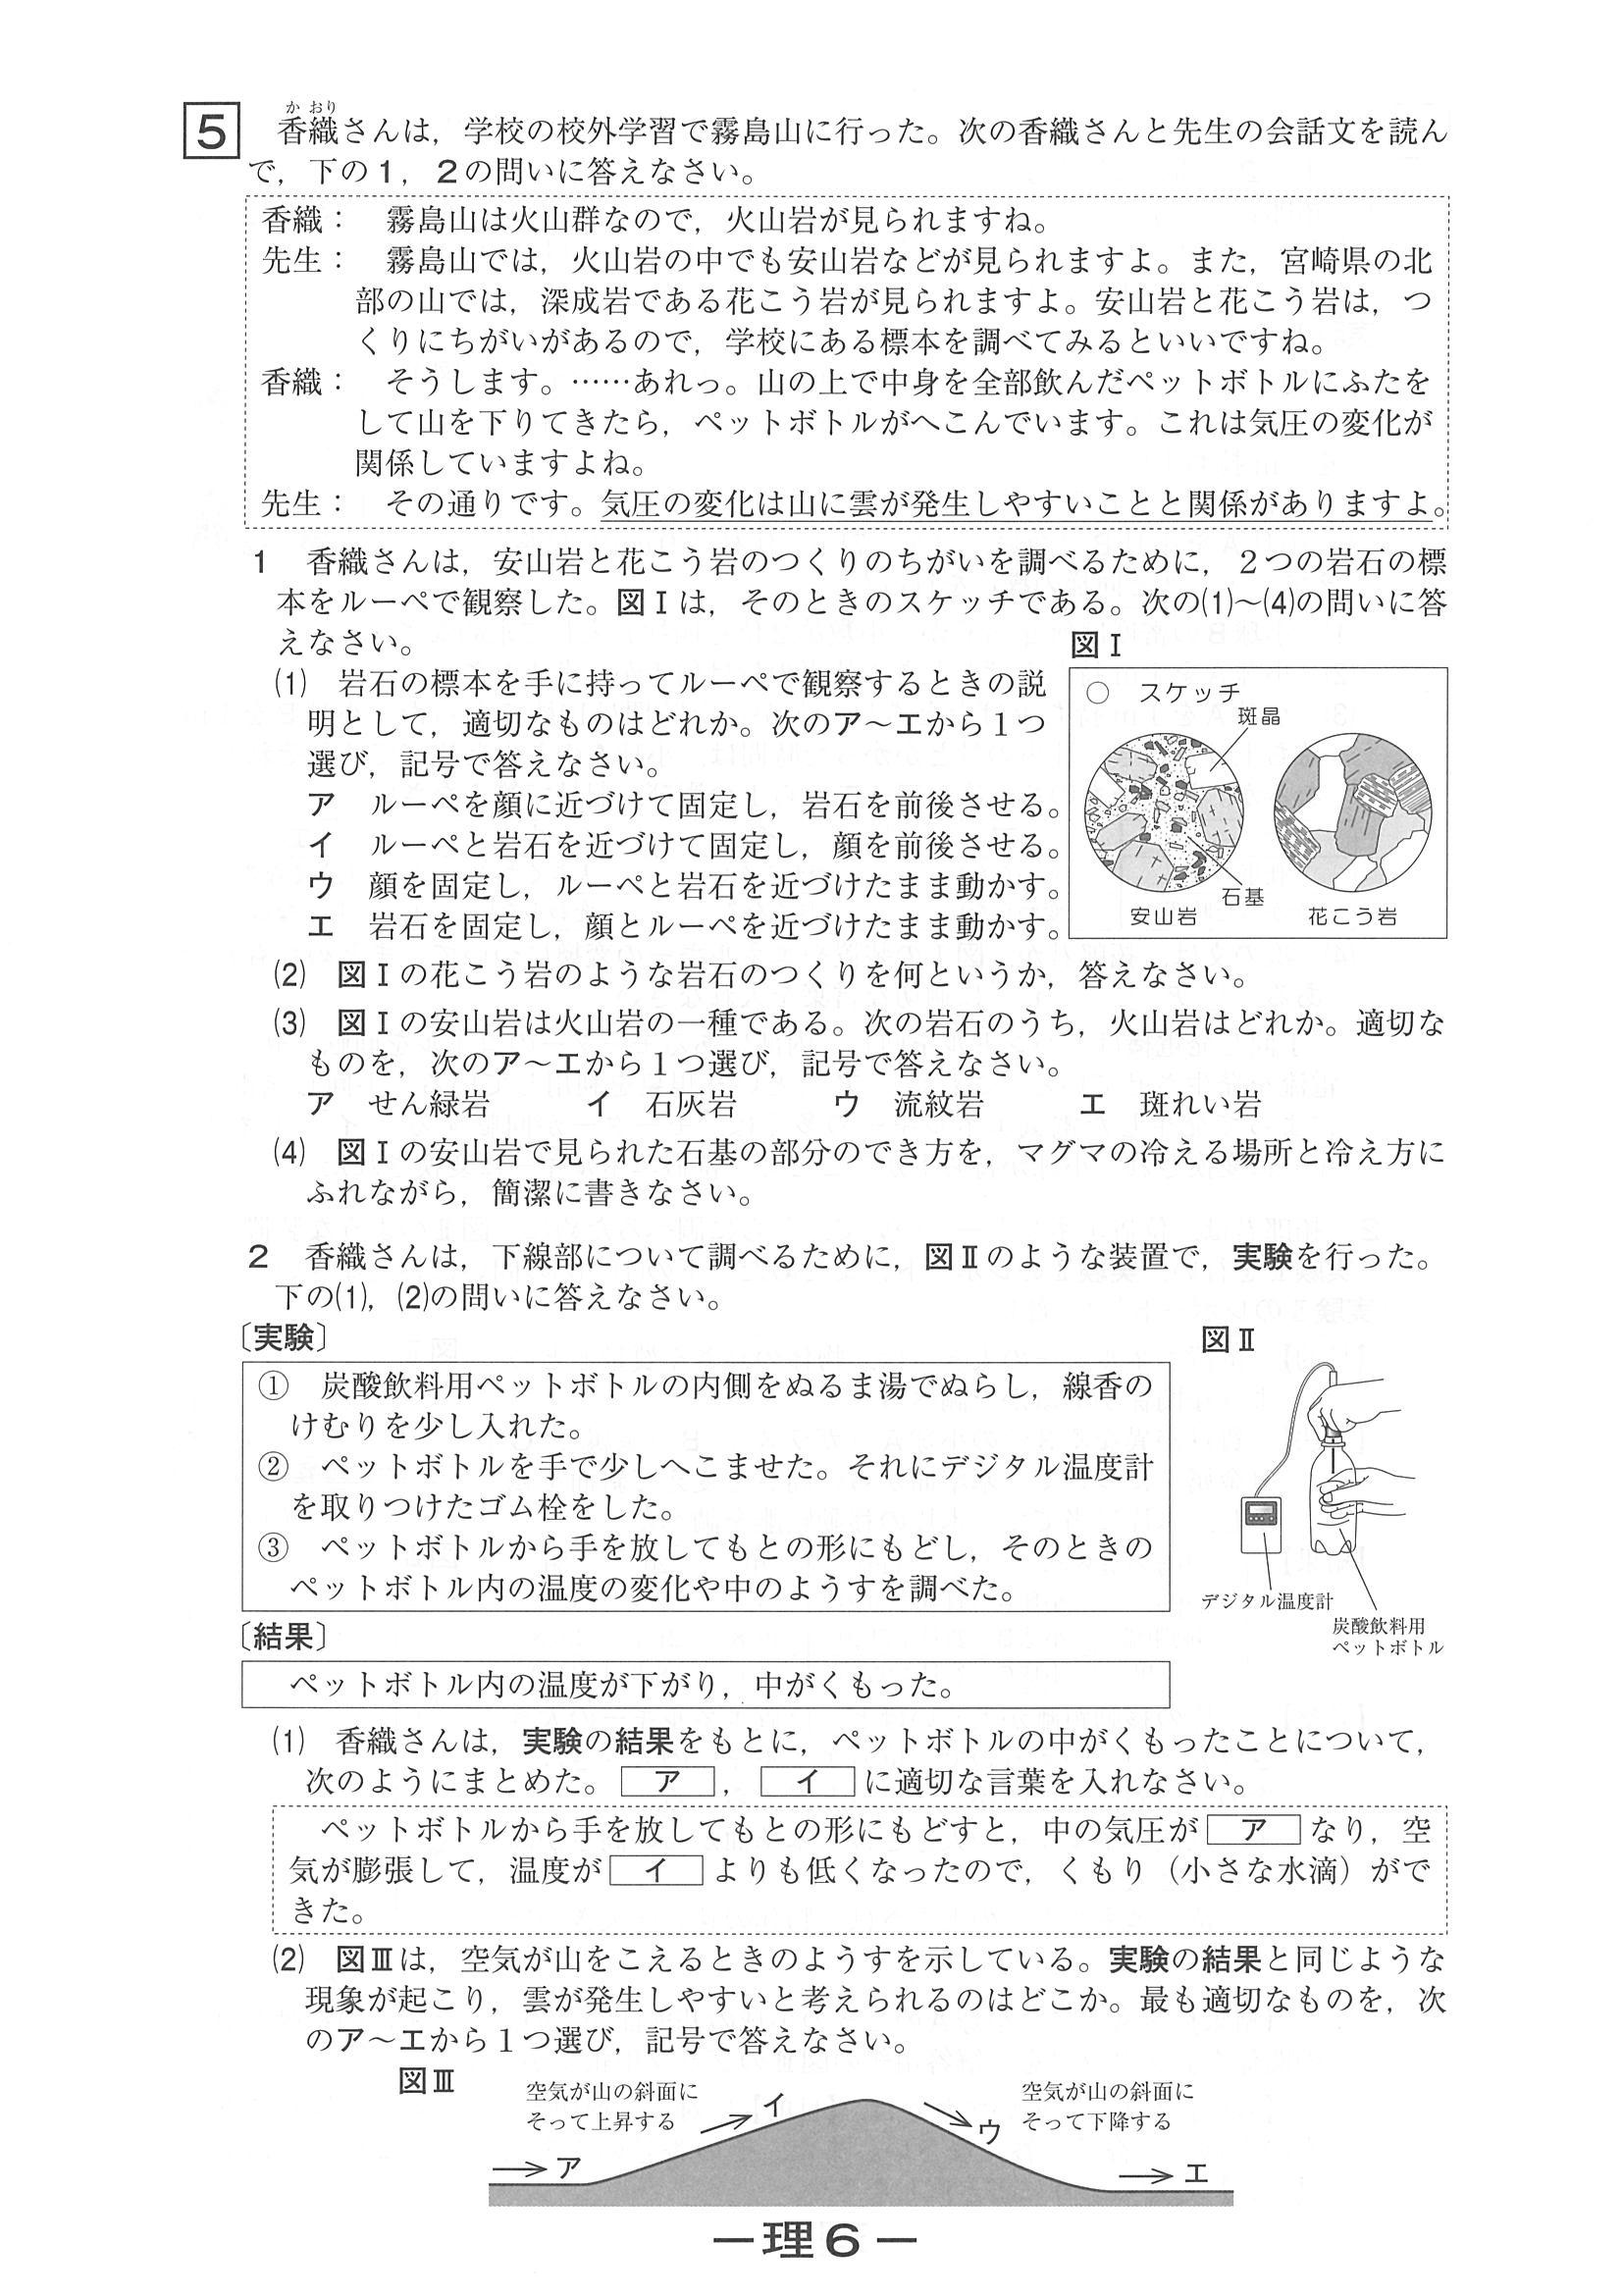 5 香織さんは，学校の校外学習で霧島山に行った。次の香織さんと先生の会話文を読ん
かおり
で，下の1，2の問いに答えなさい。
香織： 霧島山は火山群なので，火山岩が見られますね。
先生： 霧島山では，火山岩の中でも安山岩などが見られますよ。また，宮崎県の北
部の山では，深成岩である花こう岩が見られますよ。安山岩と花こう岩は，つ
くりにちがいがあるので，学校にある標本を調べてみるといいですね。
香織： そうします。……あれっ。山の上で中身を全部飲んだペットボトルにふたを
して山を下りてきたら，ペットボトルがへこんでいます。これは気圧の変化が
関係していますよね。
先生： その通りです。気圧の変化は山に雲が発生しやすいことと関係がありますよ。
1 香織さんは，安山岩と花こう岩のつくりのちがいを調べるために，2つの岩石の標
本をルーペで観察した。図Ⅰは，そのときのスケッチである。次の(1)～(4)の問いに答
えなさい。
図Ⅰ
○ スケッチ
斑晶
石基
安山岩
花こう岩
(1) 岩石の標本を手に持ってルーペで観察するときの説
明として，適切なものはどれか。次のア～エから1つ
選び，記号で答えなさい。
ア ルーペを顔に近づけて固定し，岩石を前後させる。
イ ルーペと岩石を近づけて固定し，顔を前後させる。
ウ 顔を固定し，ルーペと岩石を近づけたまま動かす。
エ 岩石を固定し，顔とルーペを近づけたまま動かす。
(2) 図Ⅰの花こう岩のような岩石のつくりを何というか，答えなさい。
(3) 図Ⅰの安山岩は火山岩の一種である。次の岩石のうち，火山岩はどれか。適切な
ものを，次のア～エから1つ選び，記号で答えなさい。
ア せん緑岩 イ 石灰岩 ウ 流紋岩 エ 斑れい岩
(4) 図Ⅰの安山岩で見られた石基の部分のでき方を，マグマの冷える場所と冷え方に
ふれながら，簡潔に書きなさい。
2 香織さんは，下線部について調べるために，図Ⅱのような装置で，実験を行った。
下の(1)，(2)の問いに答えなさい。
〔実験〕
① 炭酸飲料用ペットボトルの内側をぬるま湯でぬらし，線香の
けむりを少し入れた。
② ペットボトルを手で少しへこませた。それにデジタル温度計
を取りつけたゴム栓をした。
③ ペットボトルから手を放してもとの形にもどし，そのときの
ペットボトル内の温度の変化や中のようすを調べた。
図Ⅱ
デジタル温度計
炭酸飲料用
ペットボトル
〔結果〕
ペットボトル内の温度が下がり，中がくもった。
(1) 香織さんは，実験の結果をもとに，ペットボトルの中がくもったことについて，
次のようにまとめた。 ア ， イ に適切な言葉を入れなさい。
ペットボトルから手を放してもとの形にもどすと，中の気圧が ア なり，空
気が膨張して，温度が イ よりも低くなったので，くもり（小さな水滴）がで
きた。
(2) 図Ⅲは，空気が山をこえるときのようすを示している。実験の結果と同じような
現象が起こり，雲が発生しやすいと考えられるのはどこか。最も適切なものを，次
のア～エから1つ選び，記号で答えなさい。
図Ⅲ
空気が山の斜面に
そって上昇する
空気が山の斜面に
そって下降する
ア
イ
ウ
エ
―理6―